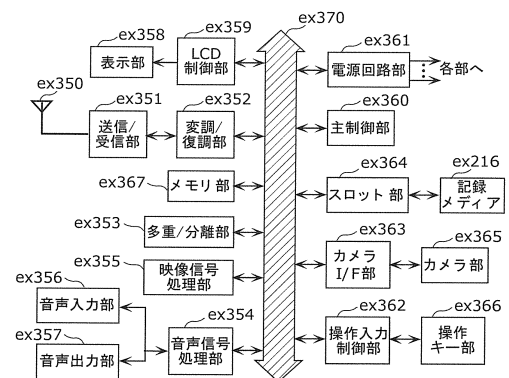 ex370
ex358
ex359
ex361
表示部
LCD
制御部
電源回路部
各部へ
ex350
ex351
ex352
ex360
送信/
受信部
変調/
復調部
主制御部
ex367
メモリ部
ex364
ex216
スロット部
記録
メディア
ex353
多重/分離部
ex363
ex365
カメラ
I/F部
カメラ部
ex355
映像信号
処理部
ex356
音声入力部
ex354
ex362
ex366
ex357
音声信号
処理部
操作入力
制御部
操作
キー部
音声出力部